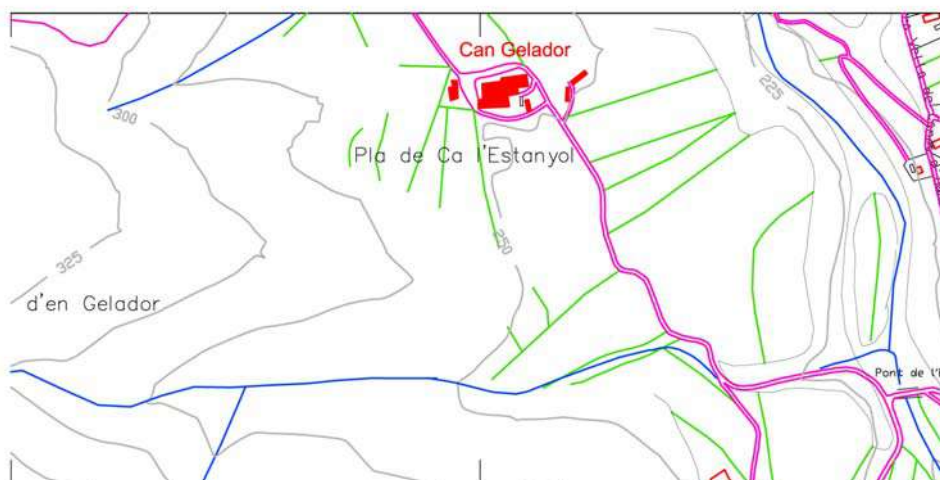 Can Gelador
225
300
Pla de Ca l'Estanyol
250
325
d'en Gelador
Pont de l'